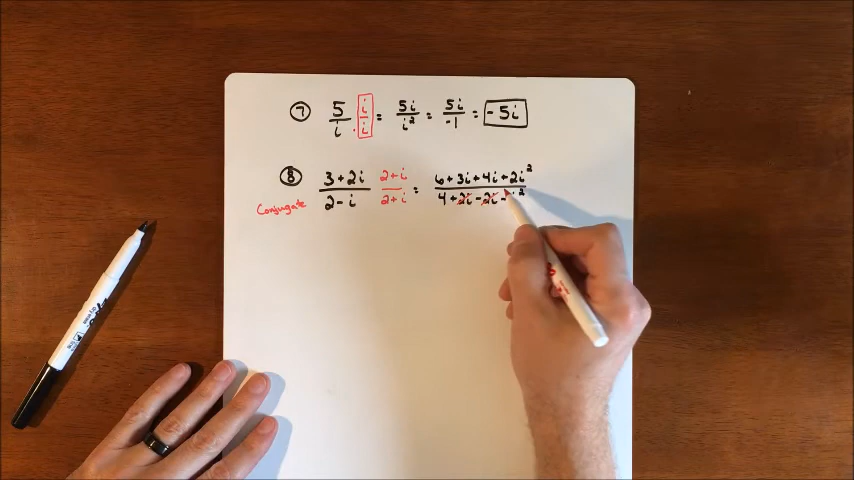 ⑦ 5/i · i/i = 5i/i² = 5i/-1 = -5i
⑧ (3+2i)/(2-i) (2+i)/(2+i) = (6+3i+4i+2i²)/(4+2i-2i-i²)
Conjugate